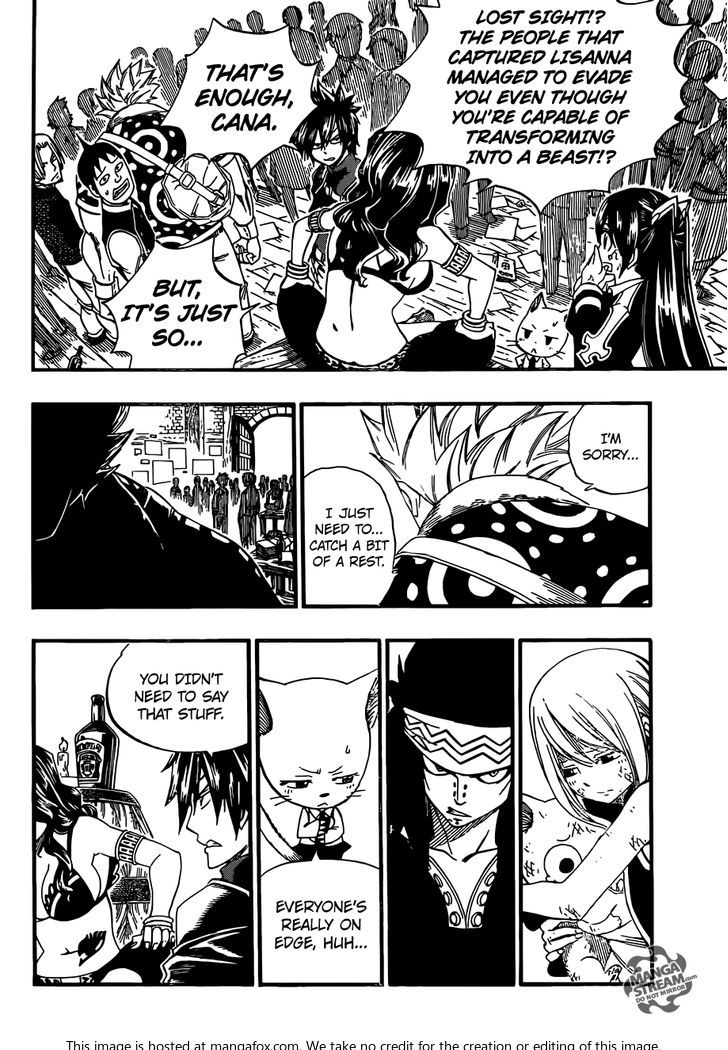 LOST SIGHT!?
THE PEOPLE THAT
CAPTURED LISANNA
MANAGED TO EVADE
YOU EVEN THOUGH
YOU'RE CAPABLE OF
TRANSFORMING
INTO A BEAST!?
THAT'S
ENOUGH,
CANA.
BUT,
IT'S JUST
SO...
I'M
SORRY...
I JUST
NEED TO...
CATCH A BIT
OF A REST.
YOU DIDN'T
NEED TO SAY
THAT STUFF.
EVERYONE'S
REALLY ON
EDGE, HUH...
MANGA
STREAM.com
DO NOT MIRROR
This image is hosted at mangafox.com. We take no credit for the creation or editing of this image.